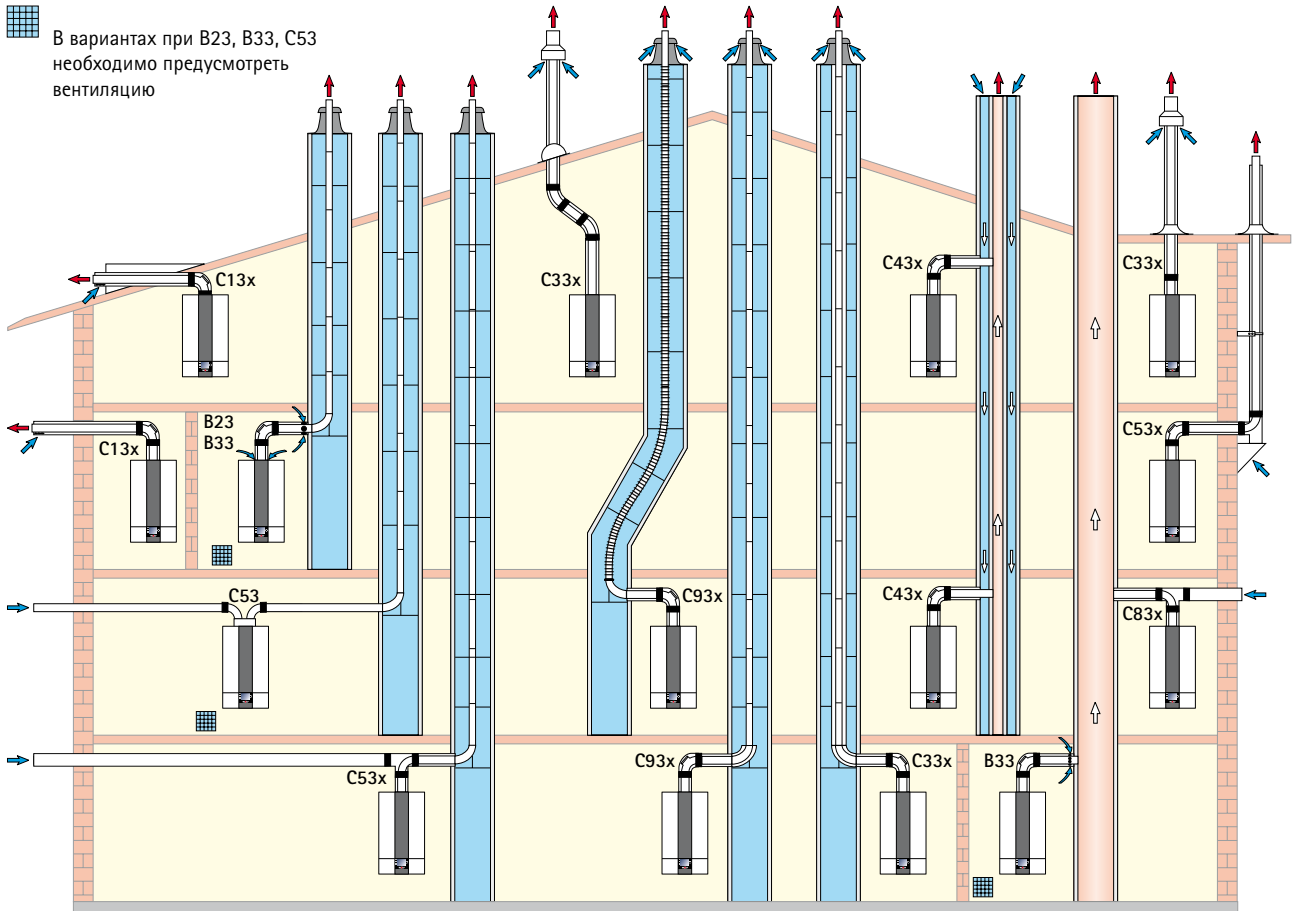 В вариантах при B23, B33, C53
необходимо предусмотреть
вентиляцию
C13x
C33x
C43x
C33x
C13x
B23
B33
C53x
C53
C93x
C43x
C83x
C53x
C93x
C33x
B33